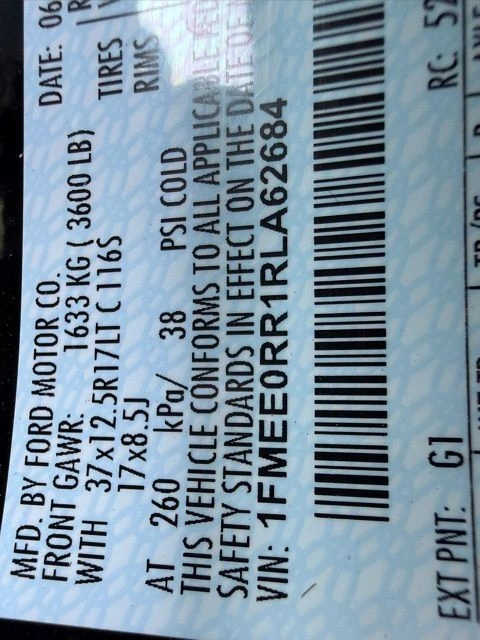 MFD. BY FORD MOTOR CO. DATE: 06
FRONT GAWR: 1633 KG ( 3600 LB)
WITH 37x12.5R17LT C 116S TIRES
17x8.5J RIMS
AT 260 kPa/ 38 PSI COLD
THIS VEHICLE CONFORMS TO ALL APPLICABLE
SAFETY STANDARDS IN EFFECT ON THE DATE OF
VIN: 1FMEE0RR1RLA62684
EXT PNT: G1 RC: 52